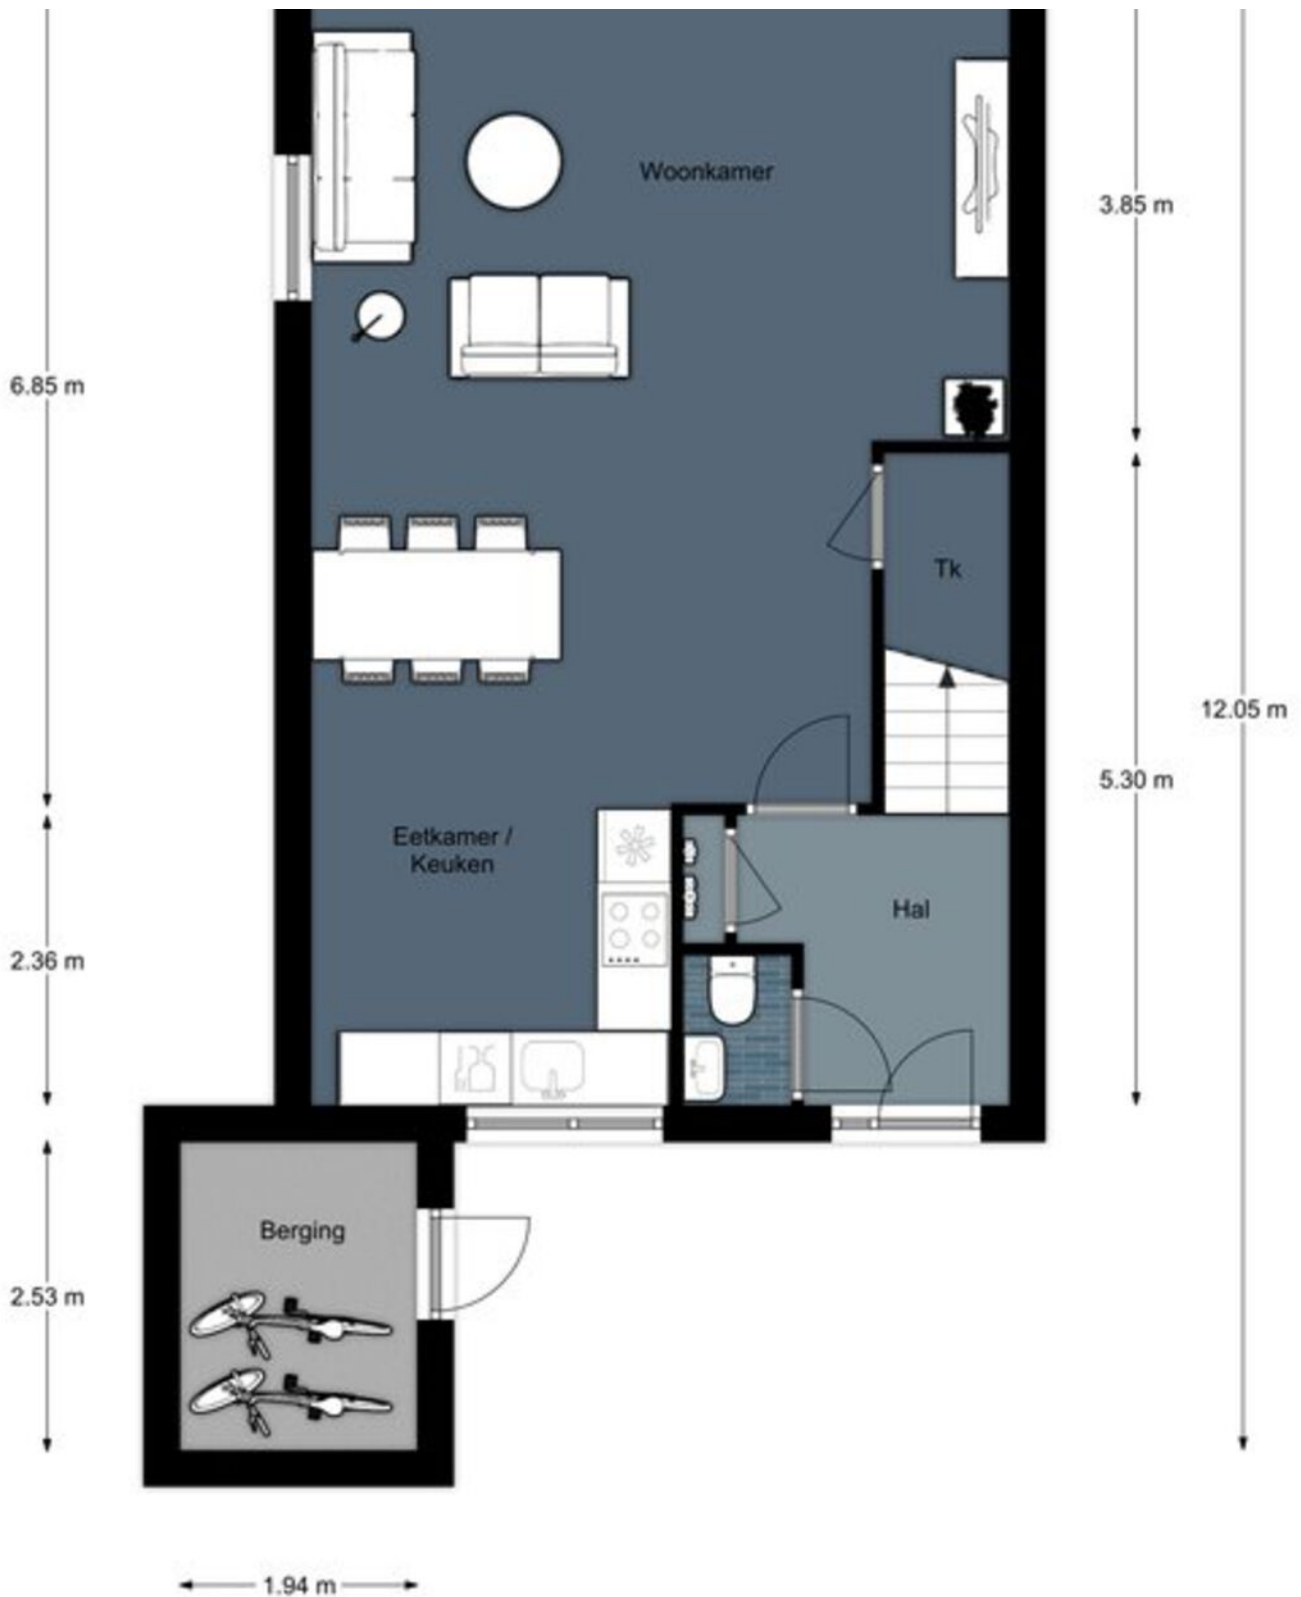 Woonkamer
3.85 m
6.85 m
Tk
12.05 m
5.30 m
Eetkamer /
Keuken
Hal
2.36 m
Berging
2.53 m
1.94 m